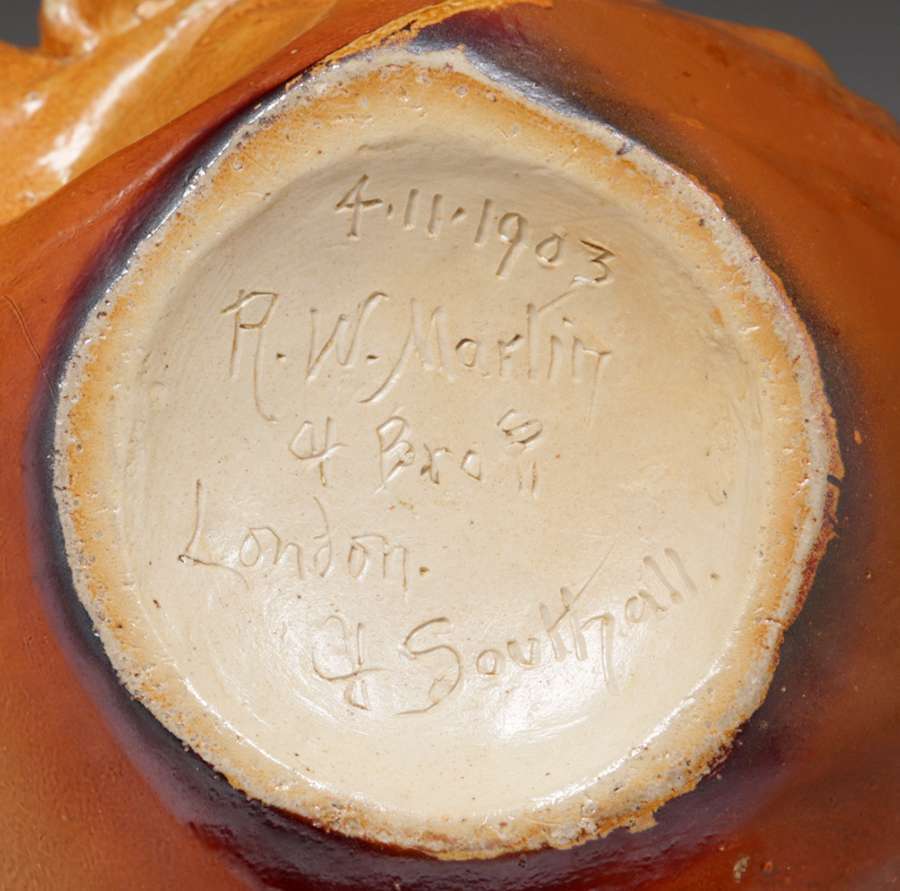 4·11·1903
R. W. Martin
& Bros
London.
& Southall.